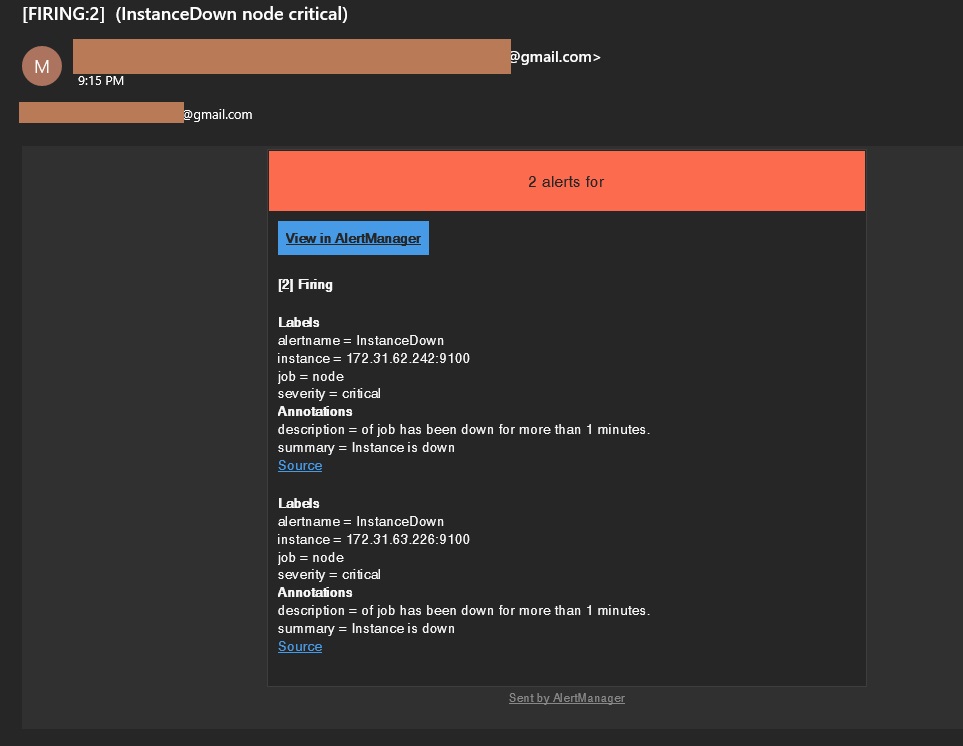 [FIRING:2] (InstanceDown node critical)
M
@gmail.com>
9:15 PM
@gmail.com
2 alerts for
View in AlertManager
[2] Firing
Labels
alertname = InstanceDown
instance = 172.31.62.242:9100
job = node
severity = critical
Annotations
description = of job has been down for more than 1 minutes.
summary = Instance is down
Source
Labels
alertname = InstanceDown
instance = 172.31.63.226:9100
job = node
severity = critical
Annotations
description = of job has been down for more than 1 minutes.
summary = Instance is down
Source
Sent by AlertManager